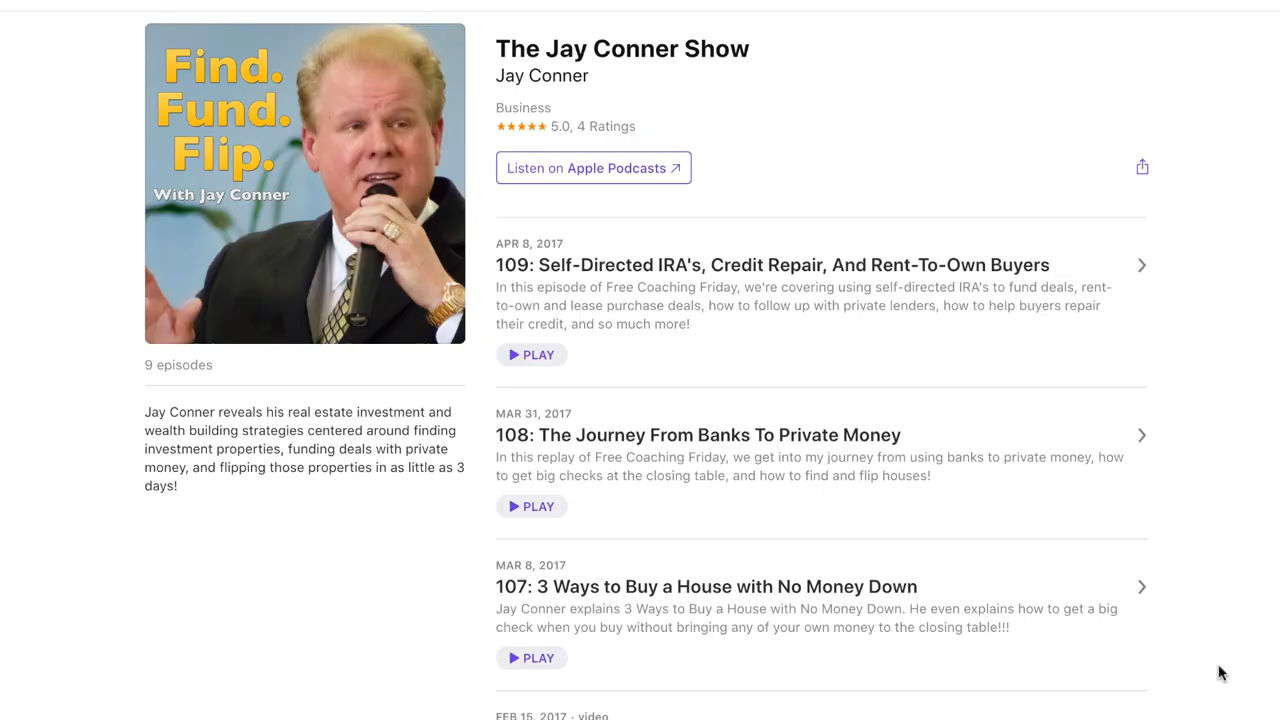 Find.
Fund.
Flip.
With Jay Conner
9 episodes
Jay Conner reveals his real estate investment and
wealth building strategies centered around finding
investment properties, funding deals with private
money, and flipping those properties in as little as 3
days!
The Jay Conner Show
Jay Conner
Business
★★★★★ 5.0, 4 Ratings
Listen on Apple Podcasts ↗
APR 8, 2017
109: Self-Directed IRA's, Credit Repair, And Rent-To-Own Buyers
In this episode of Free Coaching Friday, we're covering using self-directed IRA's to fund deals, rent-
to-own and lease purchase deals, how to follow up with private lenders, how to help buyers repair
their credit, and so much more!
PLAY
MAR 31, 2017
108: The Journey From Banks To Private Money
In this replay of Free Coaching Friday, we get into my journey from using banks to private money, how
to get big checks at the closing table, and how to find and flip houses!
PLAY
MAR 8, 2017
107: 3 Ways to Buy a House with No Money Down
Jay Conner explains 3 Ways to Buy a House with No Money Down. He even explains how to get a big
check when you buy without bringing any of your own money to the closing table!!!
PLAY
FEB 15, 2017 · video